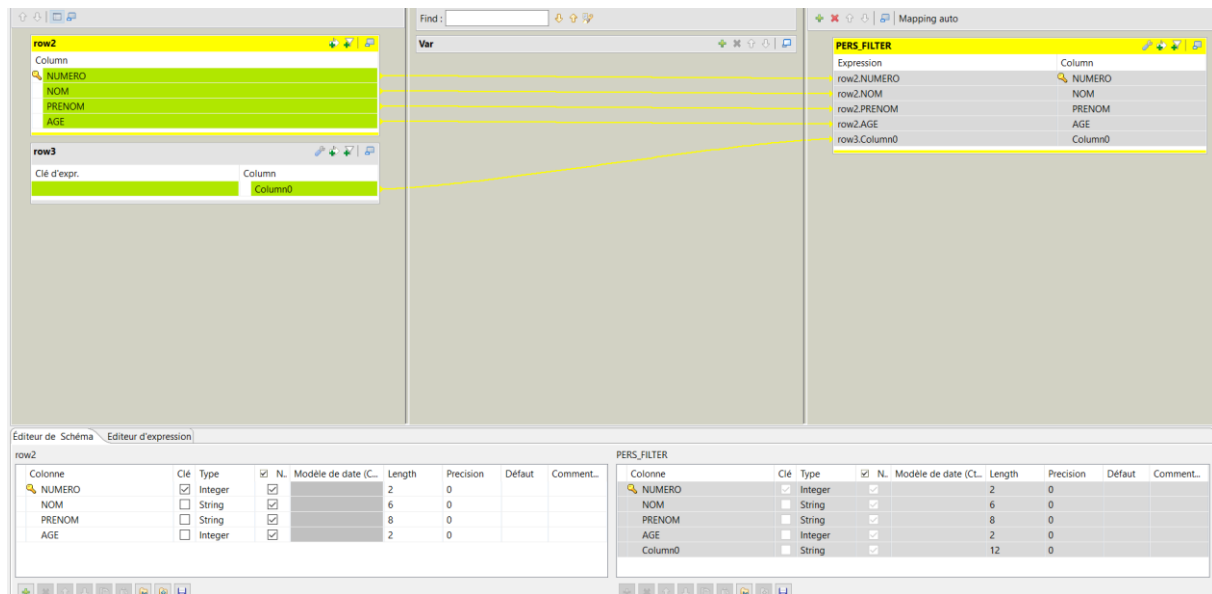 Find :
Mapping auto
row2
Column
NUMERO
NOM
PRENOM
AGE
row3
Clé d'expr. Column
Column0
Var
PERS_FILTER
Expression Column
row2.NUMERO NUMERO
row2.NOM NOM
row2.PRENOM PRENOM
row2.AGE AGE
row3.Column0 Column0
Éditeur de Schéma Editeur d'expression
row2
Colonne Clé Type N.. Modèle de date (C... Length Precision Défaut Comment...
NUMERO Integer 2 0
NOM String 6 0
PRENOM String 8 0
AGE Integer 2 0
PERS_FILTER
Colonne Clé Type N.. Modèle de date (Ct... Length Precision Défaut Comment...
NUMERO Integer 2 0
NOM String 6 0
PRENOM String 8 0
AGE Integer 2 0
Column0 String 12 0